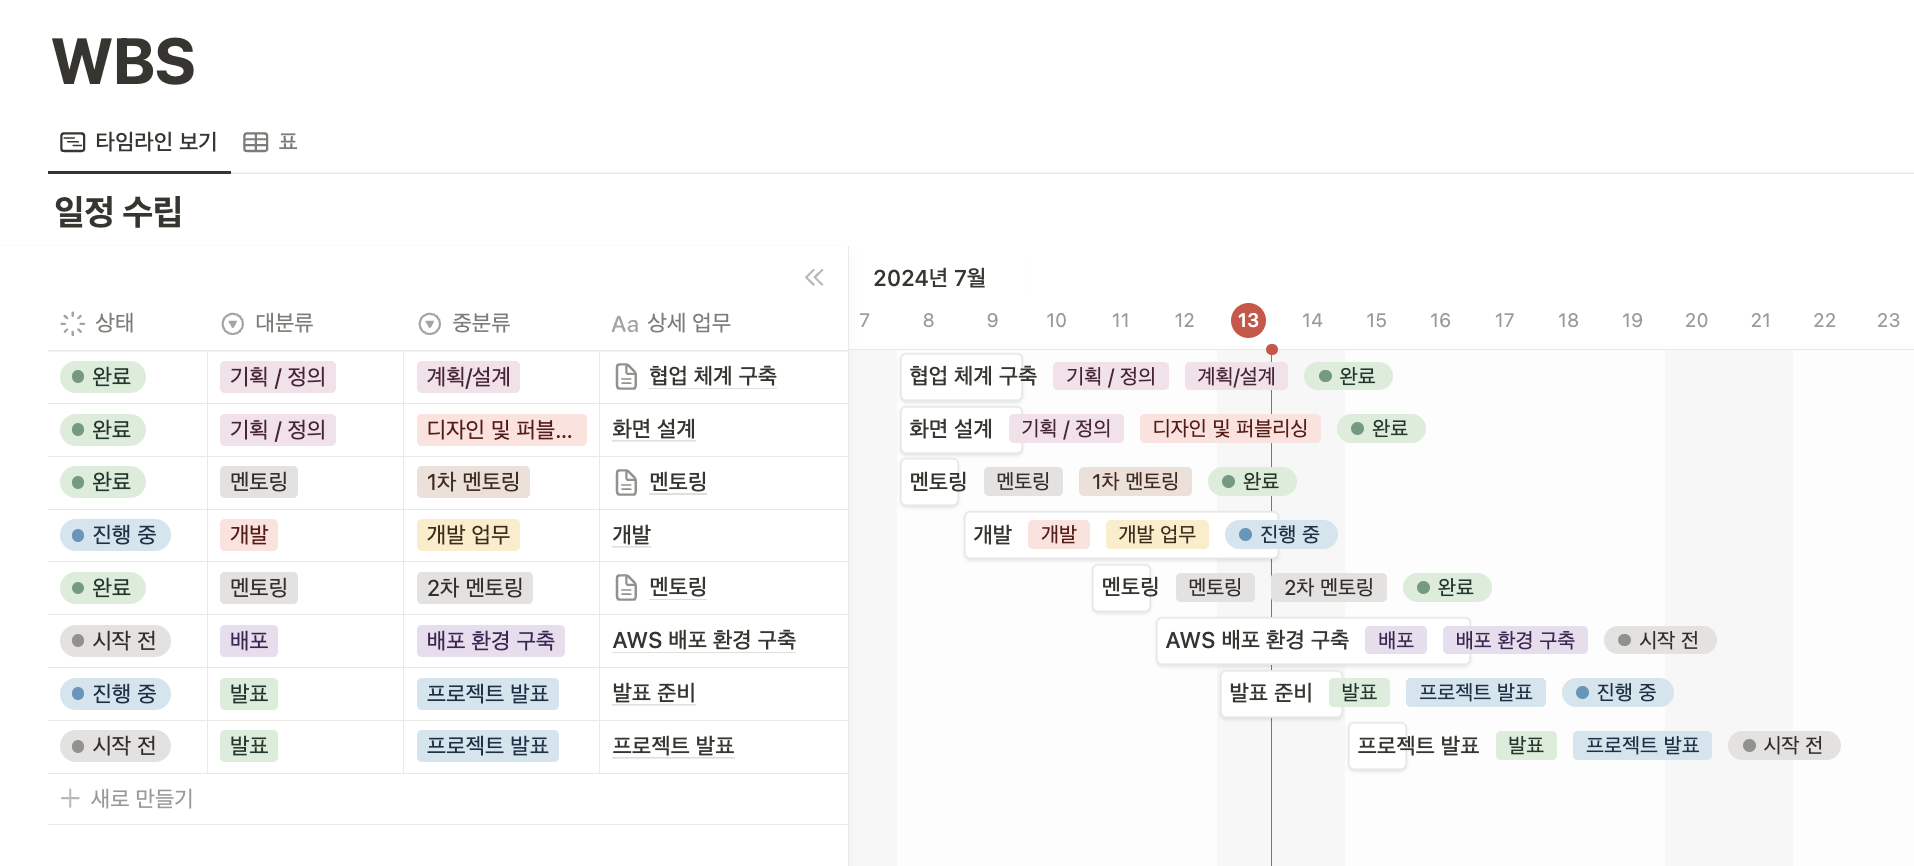 WBS
타임라인 보기 표
일정 수립
2024년 7월
상태 대분류 중분류 Aa 상세 업무 7 8 9 10 11 12 13 14 15 16 17 18 19 20 21 22 23
완료 기획 / 정의 계획/설계 협업 체계 구축 협업 체계 구축 기획 / 정의 계획/설계 완료
완료 기획 / 정의 디자인 및 퍼블... 화면 설계 화면 설계 기획 / 정의 디자인 및 퍼블리싱 완료
완료 멘토링 1차 멘토링 멘토링 멘토링 멘토링 1차 멘토링 완료
진행 중 개발 개발 업무 개발 개발 개발 개발 업무 진행 중
완료 멘토링 2차 멘토링 멘토링 멘토링 멘토링 2차 멘토링 완료
시작 전 배포 배포 환경 구축 AWS 배포 환경 구축 AWS 배포 환경 구축 배포 배포 환경 구축 시작 전
진행 중 발표 프로젝트 발표 발표 준비 발표 준비 발표 프로젝트 발표 진행 중
시작 전 발표 프로젝트 발표 프로젝트 발표 프로젝트 발표 발표 프로젝트 발표 시작 전
새로 만들기